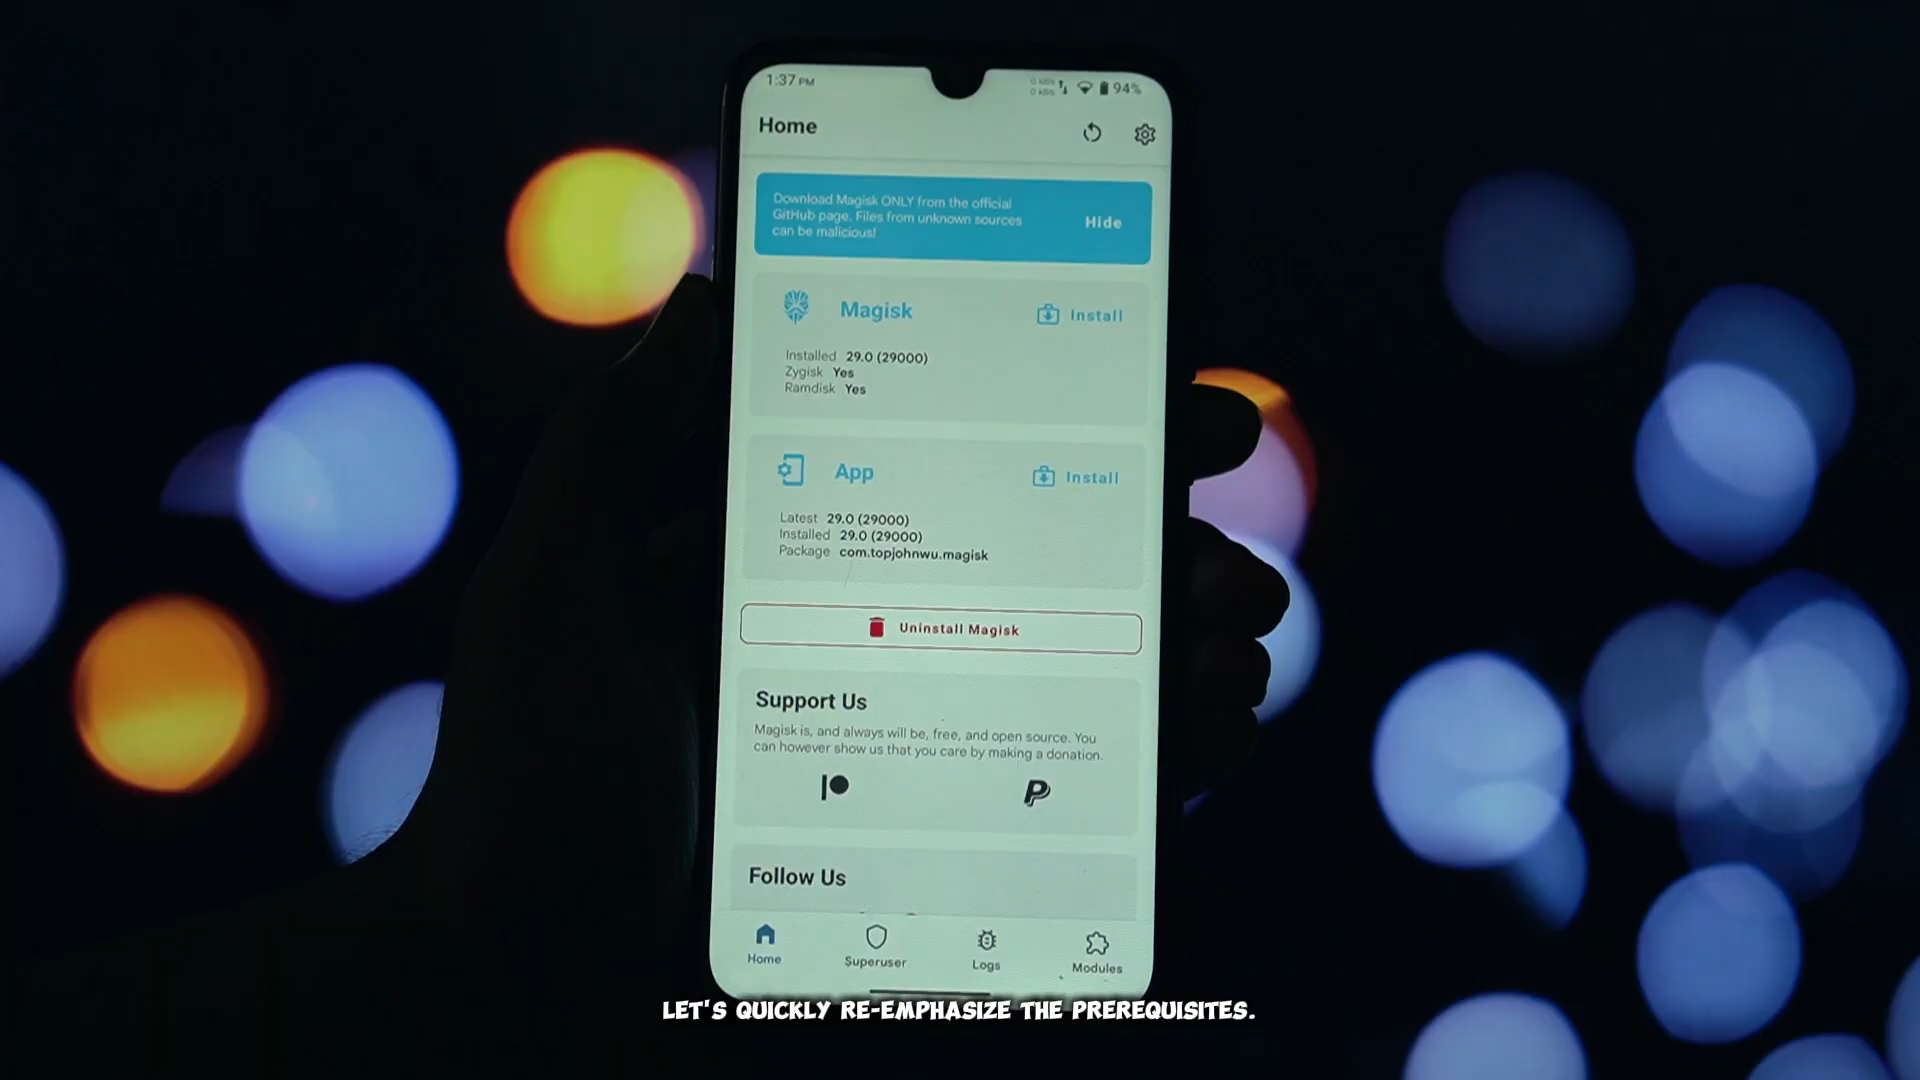 1:37 PM
0 kB/s
0 kB/s
94%
Home
Download Magisk ONLY from the official
GitHub page. Files from unknown sources
can be malicious!
Hide
Magisk
Install
Installed 29.0 (29000)
Zygisk Yes
Ramdisk Yes
App
Install
Latest 29.0 (29000)
Installed 29.0 (29000)
Package com.topjohnwu.magisk
Uninstall Magisk
Support Us
Magisk is, and always will be, free, and open source. You
can however show us that you care by making a donation.
Follow Us
Home
Superuser
Logs
Modules
LET'S QUICKLY RE-EMPHASIZE THE PREREQUISITES.